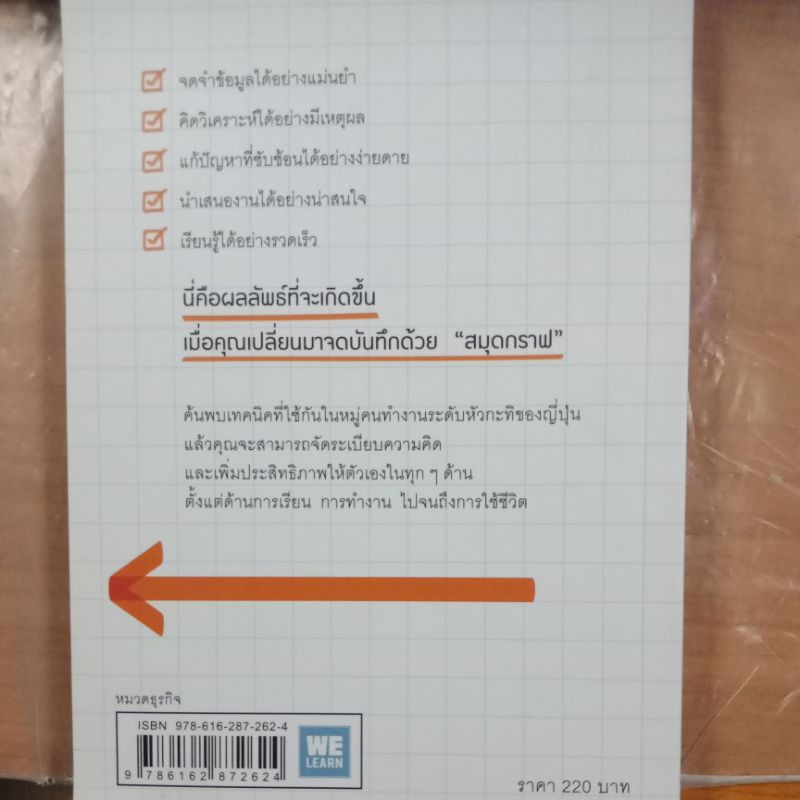 จดจำข้อมูลได้อย่างแม่นยำ
คิดวิเคราะห์ได้อย่างมีเหตุผล
แก้ปัญหาที่ซับซ้อนได้อย่างง่ายดาย
นำเสนองานได้อย่างน่าสนใจ
เรียนรู้ได้อย่างรวดเร็ว
นี่คือผลลัพธ์ที่จะเกิดขึ้น
เมื่อคุณเปลี่ยนมาจดบันทึกด้วย “สมุดกราฟ”
ค้นพบเทคนิคที่ใช้กันในหมู่คนทำงานระดับหัวกะทิของญี่ปุ่น
แล้วคุณจะสามารถจัดระเบียบความคิด
และเพิ่มประสิทธิภาพให้ตัวเองในทุก ๆ ด้าน
ตั้งแต่ด้านการเรียน การทำงาน ไปจนถึงการใช้ชีวิต
หมวดธุรกิจ
ISBN 978-616-287-262-4
9 786162 872624
WE
LEARN
ราคา 220 บาท